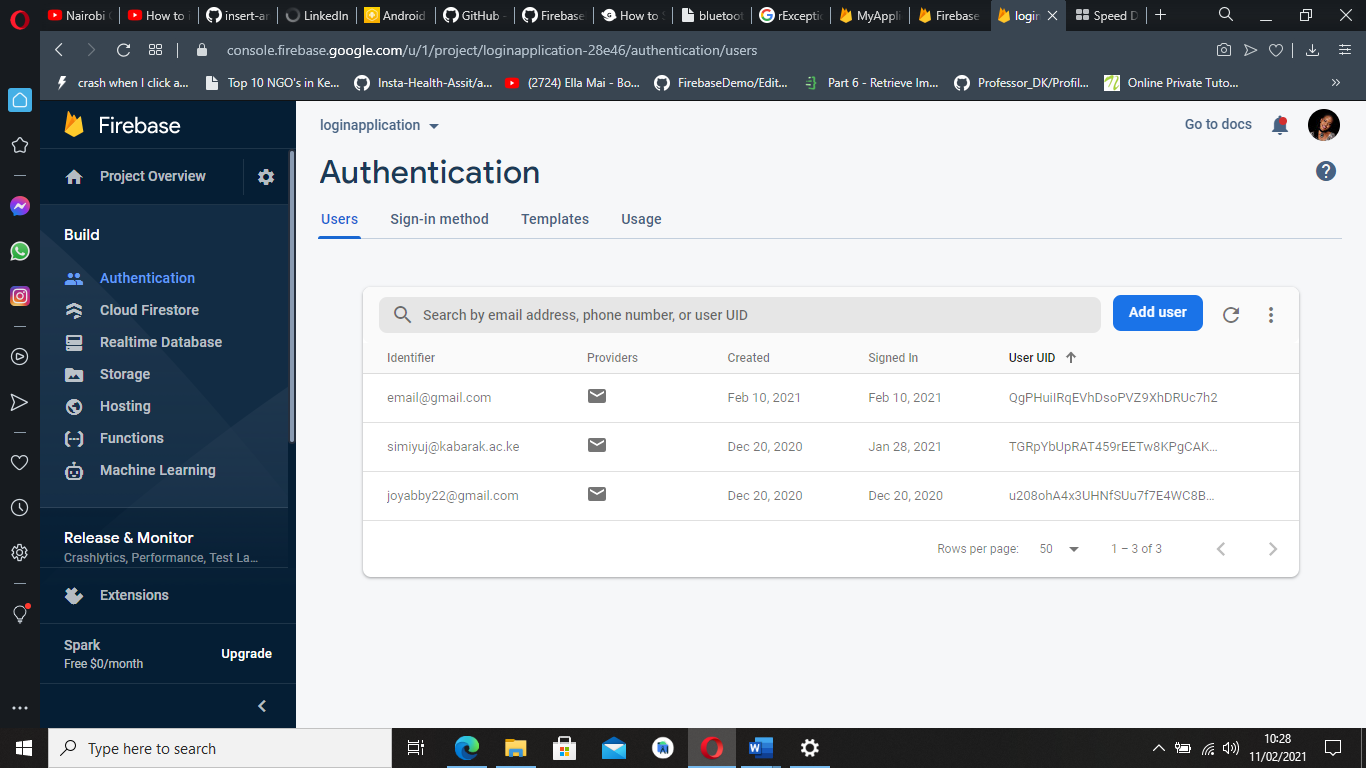 Nairobi
How to i
insert-ar
LinkedIn
Android
GitHub -
Firebase
How to S
bluetoot
rExceptio
MyAppli
Firebase
login
Speed D
console.firebase.google.com/u/1/project/loginapplication-28e46/authentication/users
crash when I click a...
Top 10 NGO's in Ke...
Insta-Health-Assit/a...
(2724) Ella Mai - Bo...
FirebaseDemo/Edit...
Part 6 - Retrieve Im...
Professor_DK/Profil...
Online Private Tuto...
Firebase
loginapplication
Go to docs
Project Overview
Authentication
Users
Sign-in method
Templates
Usage
Build
Authentication
Cloud Firestore
Realtime Database
Storage
Hosting
Functions
Machine Learning
Release & Monitor
Crashlytics, Performance, Test La...
Extensions
Spark
Free $0/month
Upgrade
Search by email address, phone number, or user UID
Add user
Identifier Providers Created Signed In User UID
email@gmail.com Feb 10, 2021 Feb 10, 2021 QgPHuiIRqEVhDsoPVZ9XhDRUc7h2
simiyuj@kabarak.ac.ke Dec 20, 2020 Jan 28, 2021 TGRpYbUpRAT459rEETw8KPgCAK...
joyabby22@gmail.com Dec 20, 2020 Dec 20, 2020 u208ohA4x3UHNfSUu7f7E4WC8B...
Rows per page: 50 1 – 3 of 3
Type here to search
10:28
11/02/2021